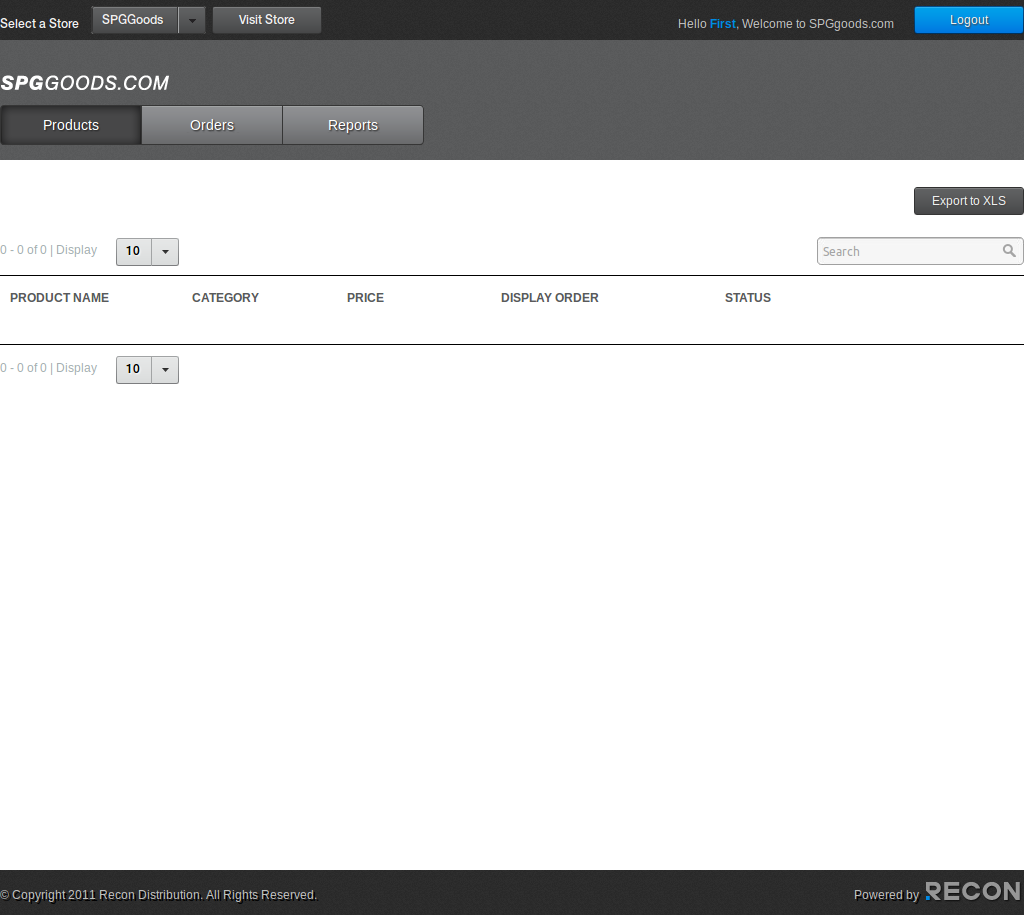 Select a Store SPGGoods Visit Store Hello First, Welcome to SPGgoods.com Logout
SPGGOODS.COM
Products Orders Reports
Export to XLS
0 - 0 of 0 | Display 10 Search
PRODUCT NAME CATEGORY PRICE DISPLAY ORDER STATUS
0 - 0 of 0 | Display 10
© Copyright 2011 Recon Distribution. All Rights Reserved. Powered by RECON